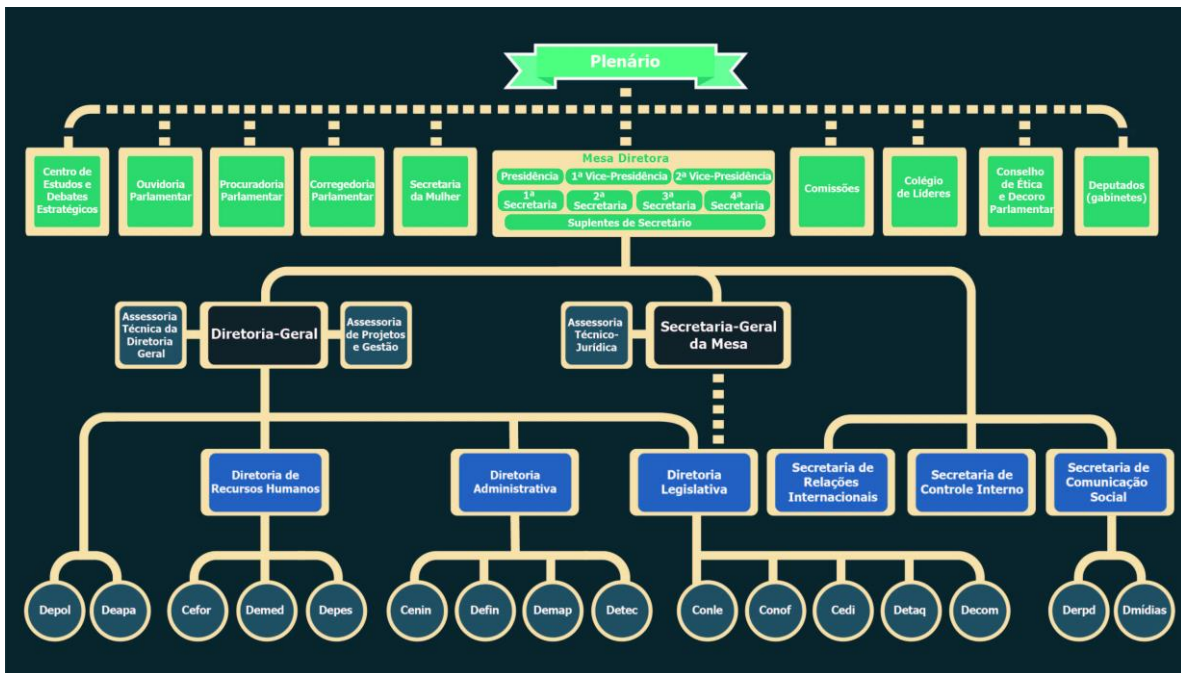 Plenário
Centro de
Estudos e
Debates
Estratégicos
Ouvidoria
Parlamentar
Procuradoria
Parlamentar
Corregedoria
Parlamentar
Secretaria
da Mulher
Mesa Diretora
Presidência
1ª Vice-Presidência
2ª Vice-Presidência
1ª
Secretaria
2ª
Secretaria
3ª
Secretaria
4ª
Secretaria
Suplentes de Secretário
Comissões
Colégio
de Líderes
Conselho
de Ética
e Decoro
Parlamentar
Deputados
(gabinetes)
Assessoria
Técnica da
Diretoria
Geral
Diretoria-Geral
Assessoria
de Projetos
e Gestão
Assessoria
Técnico-
Jurídica
Secretaria-Geral
da Mesa
Diretoria de
Recursos Humanos
Diretoria
Administrativa
Diretoria
Legislativa
Secretaria de
Relações
Internacionais
Secretaria de
Controle Interno
Secretaria de
Comunicação
Social
Depol
Deapa
Cefor
Demed
Depes
Cenin
Defin
Demap
Detec
Conle
Conof
Cedi
Detaq
Decom
Derpd
Dmídias